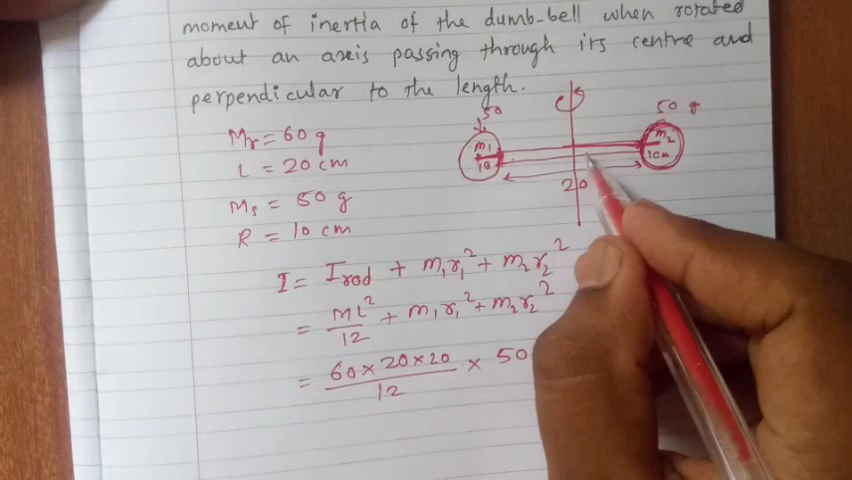 moment of inertia of the dumb-bell when rotated
about an axis passing through its centre and
perpendicular to the length.
Mr = 60 g
L = 20 cm
Ms = 50 g
R = 10 cm
50
50 g
m1
10
m2
10cm
20
I = Irod + m₁r₁² + m₂r₂²
= ML²/12 + m₁r₁² + m₂r₂²
= 60×20×20/12 × 50